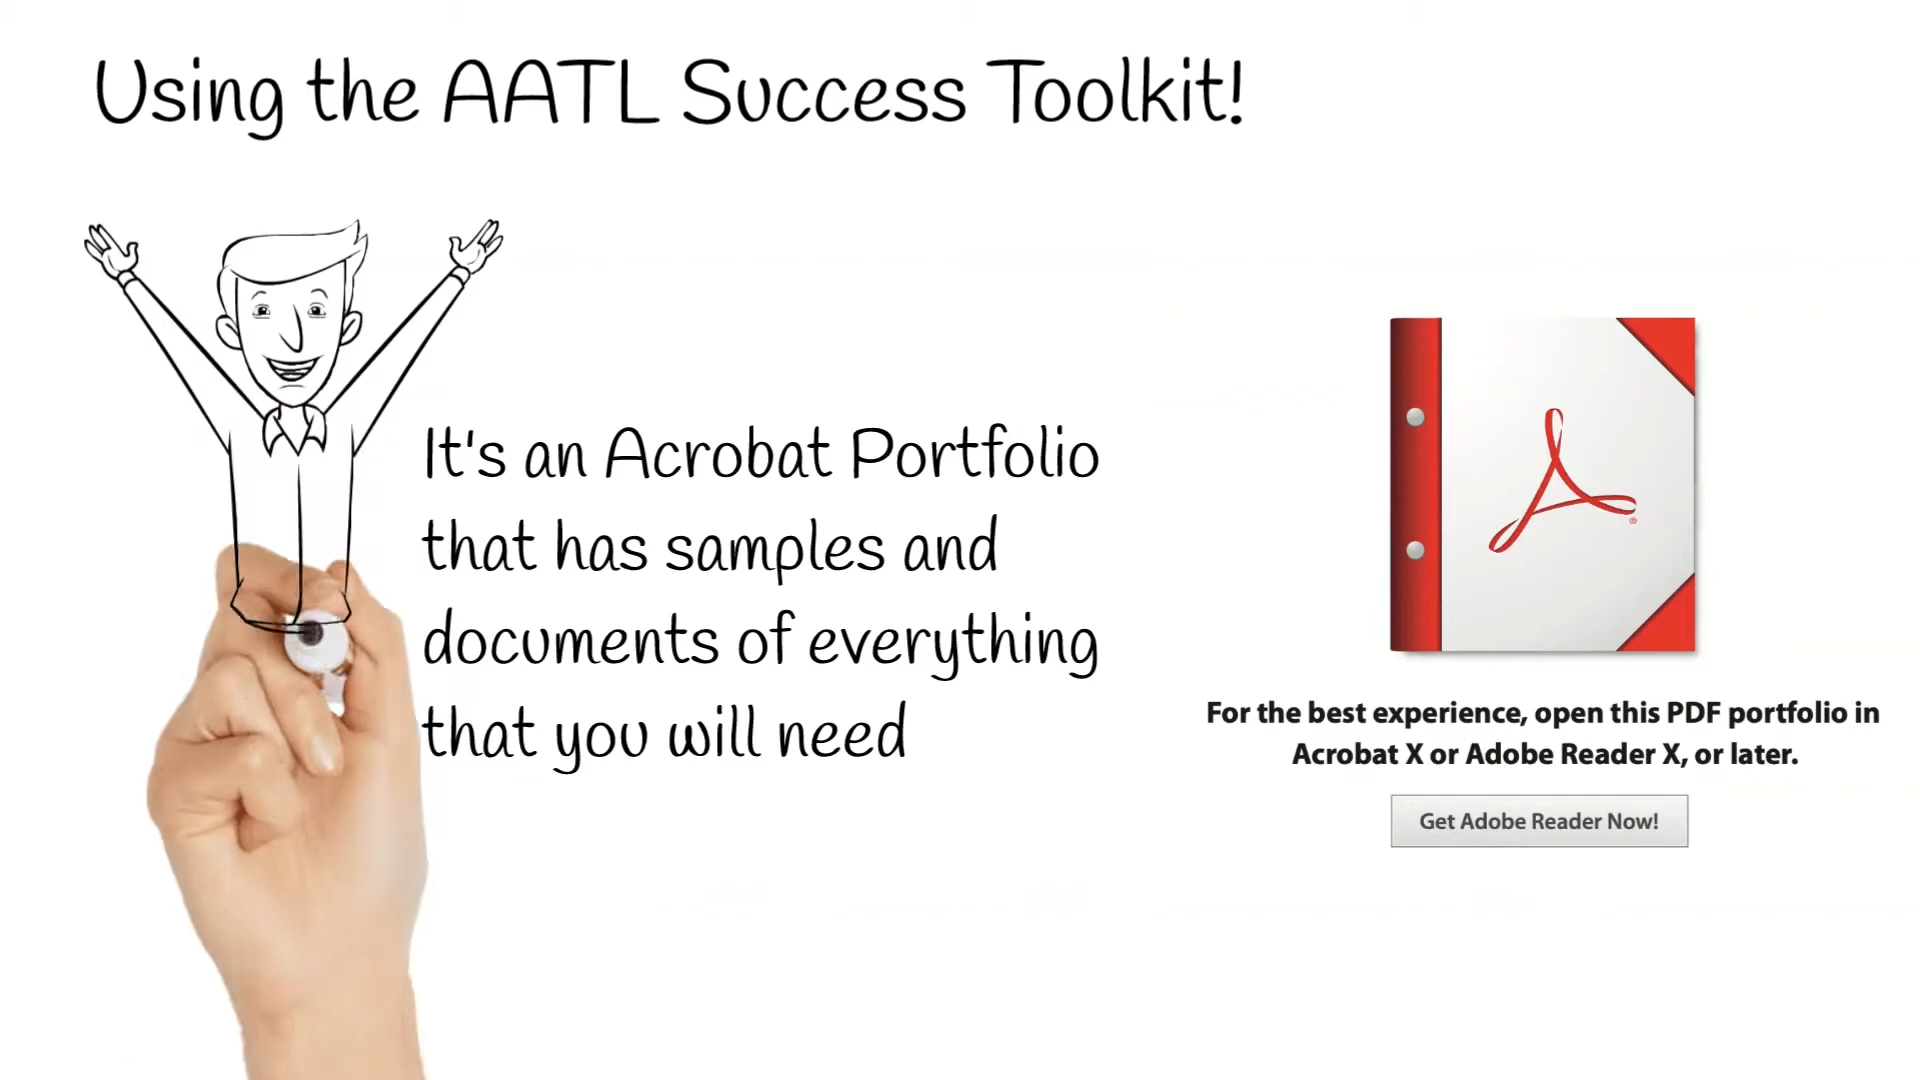 Using the AATL Success Toolkit!
It's an Acrobat Portfolio
that has samples and
documents of everything
that you will need
For the best experience, open this PDF portfolio in
Acrobat X or Adobe Reader X, or later.
Get Adobe Reader Now!